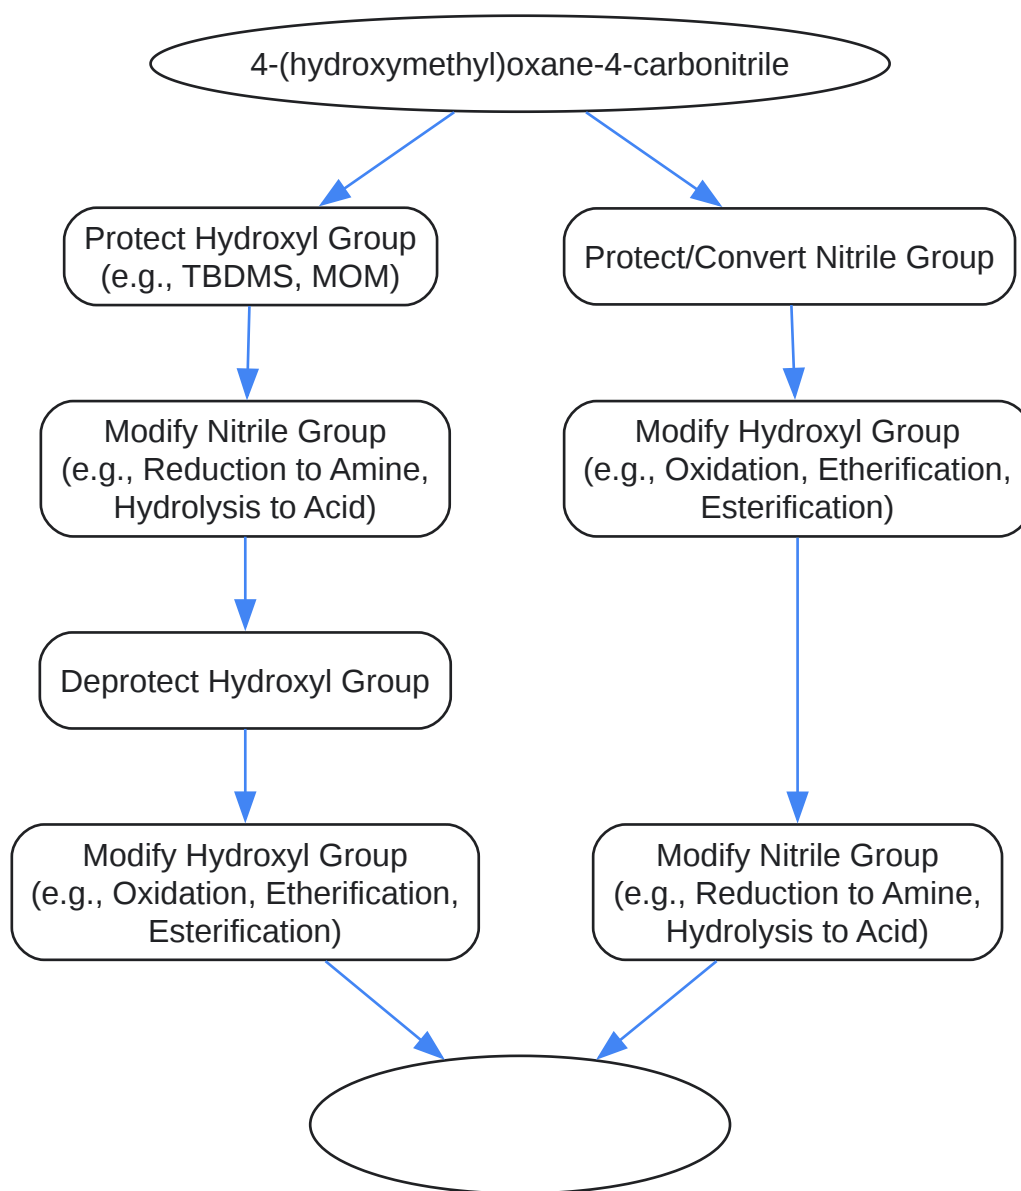 4-(hydroxymethyl)oxane-4-carbonitrile
Protect Hydroxyl Group
(e.g., TBDMS, MOM)
Protect/Convert Nitrile Group
Modify Nitrile Group
(e.g., Reduction to Amine,
Hydrolysis to Acid)
Modify Hydroxyl Group
(e.g., Oxidation, Etherification,
Esterification)
Deprotect Hydroxyl Group
Modify Hydroxyl Group
(e.g., Oxidation, Etherification,
Esterification)
Modify Nitrile Group
(e.g., Reduction to Amine,
Hydrolysis to Acid)